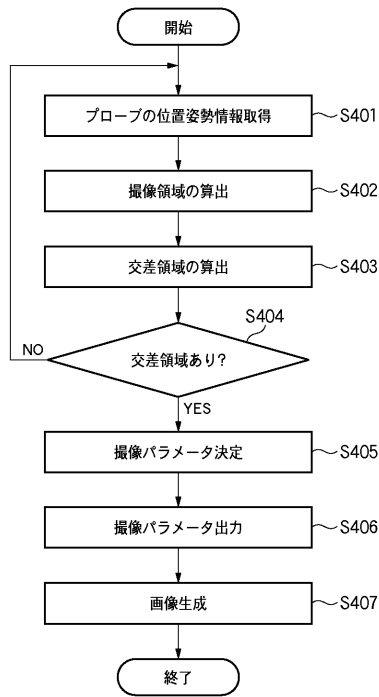 開始
プローブの位置姿勢情報取得
S401
撮像領域の算出
S402
交差領域の算出
S403
S404
交差領域あり?
NO
YES
撮像パラメータ決定
S405
撮像パラメータ出力
S406
画像生成
S407
終了